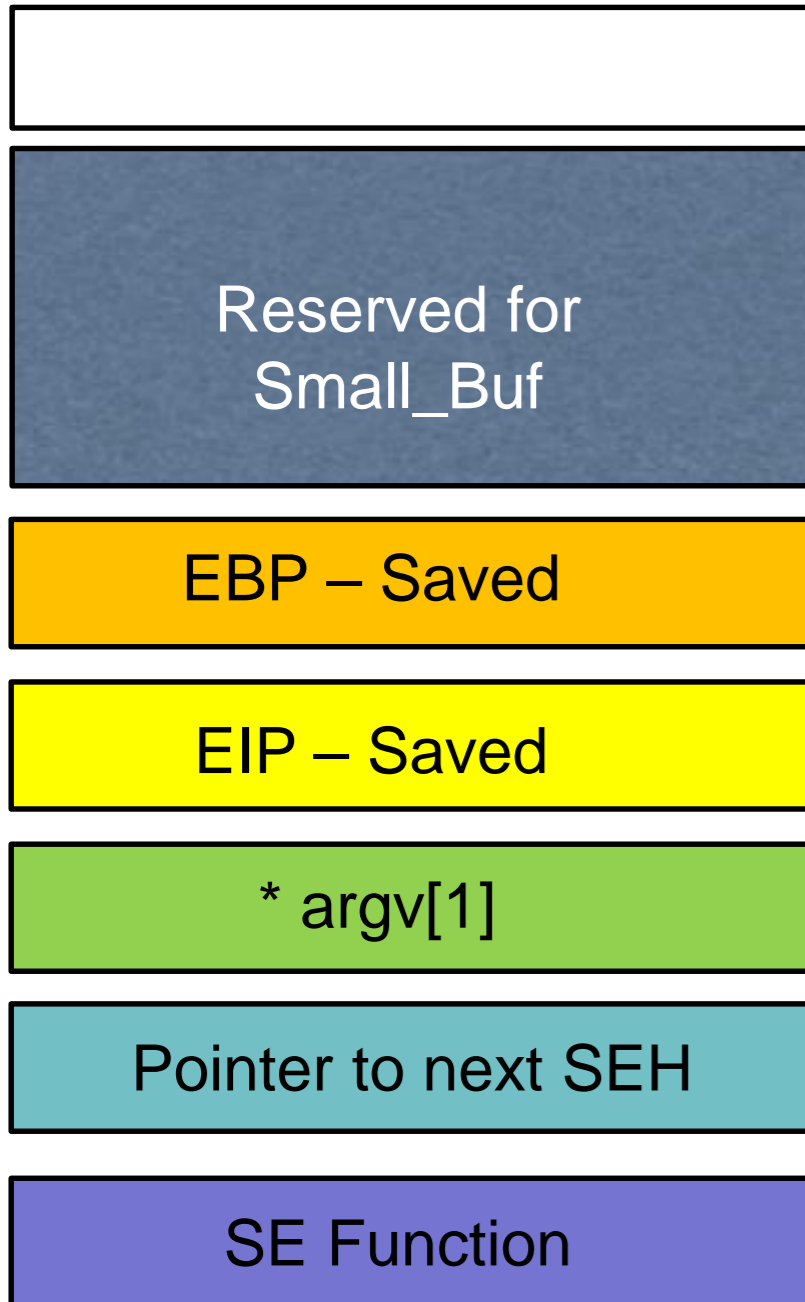 Reserved for
Small_Buf
EBP – Saved
EIP – Saved
* argv[1]
Pointer to next SEH
SE Function